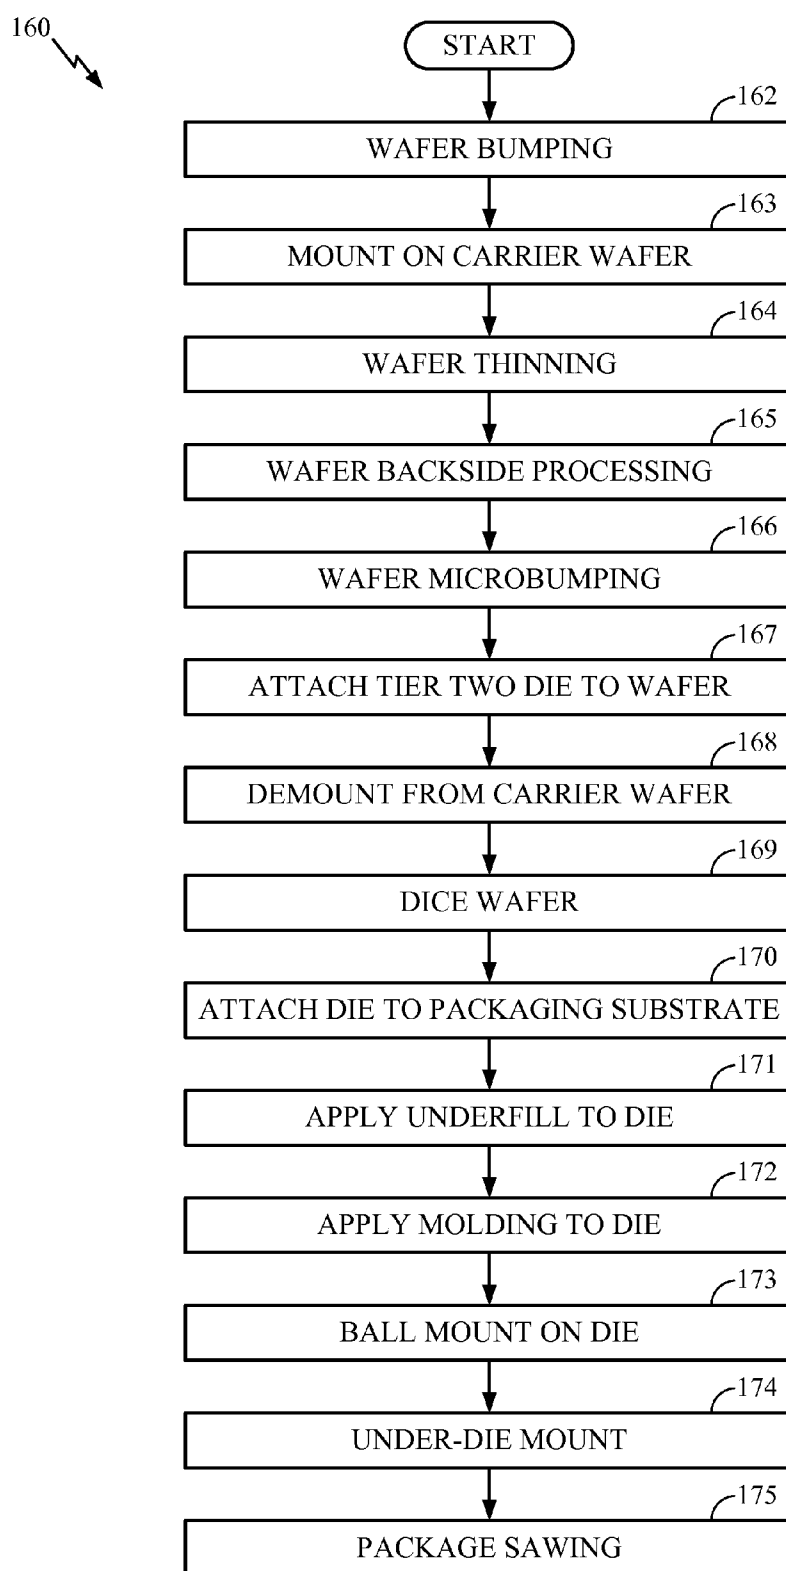 160
START
162
WAFER BUMPING
163
MOUNT ON CARRIER WAFER
164
WAFER THINNING
165
WAFER BACKSIDE PROCESSING
166
WAFER MICROBUMPING
167
ATTACH TIER TWO DIE TO WAFER
168
DEMOUNT FROM CARRIER WAFER
169
DICE WAFER
170
ATTACH DIE TO PACKAGING SUBSTRATE
171
APPLY UNDERFILL TO DIE
172
APPLY MOLDING TO DIE
173
BALL MOUNT ON DIE
174
UNDER-DIE MOUNT
175
PACKAGE SAWING